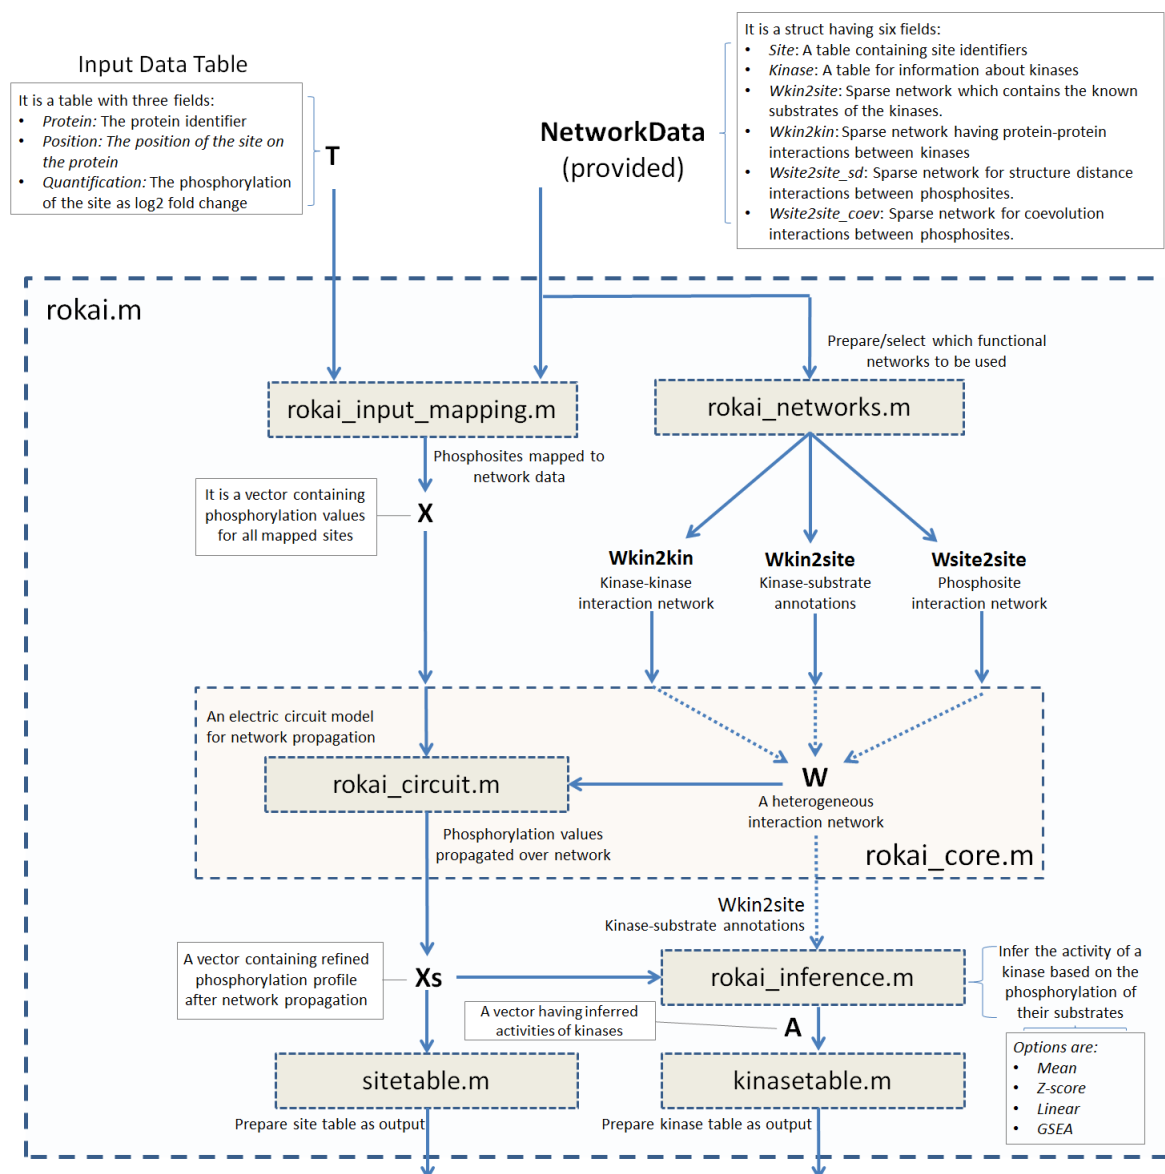 Input Data Table
It is a table with three fields:
• Protein: The protein identifier
• Position: The position of the site on
the protein
• Quantification: The phosphorylation
of the site as log2 fold change
T
NetworkData
(provided)
It is a struct having six fields:
• Site: A table containing site identifiers
• Kinase: A table for information about kinases
• Wkin2site: Sparse network which contains the known
substrates of the kinases.
• Wkin2kin: Sparse network having protein-protein
interactions between kinases
• Wsite2site_sd: Sparse network for structure distance
interactions between phosphosites.
• Wsite2site_coev: Sparse network for coevolution
interactions between phosphosites.
rokai.m
Prepare/select which functional
networks to be used
rokai_input_mapping.m
rokai_networks.m
Phosphosites mapped to
network data
It is a vector containing
phosphorylation values
for all mapped sites
X
Wkin2kin
Kinase-kinase
interaction network
Wkin2site
Kinase-substrate
annotations
Wsite2site
Phosphosite
interaction network
An electric circuit model
for network propagation
rokai_circuit.m
W
A heterogeneous
interaction network
Phosphorylation values
propagated over network
rokai_core.m
Wkin2site
Kinase-substrate annotations
A vector containing refined
phosphorylation profile
after network propagation
Xs
rokai_inference.m
Infer the activity of a
kinase based on the
phosphorylation of
their substrates
A vector having inferred
activities of kinases
A
Options are:
• Mean
• Z-score
• Linear
• GSEA
sitetable.m
kinasetable.m
Prepare site table as output
Prepare kinase table as output